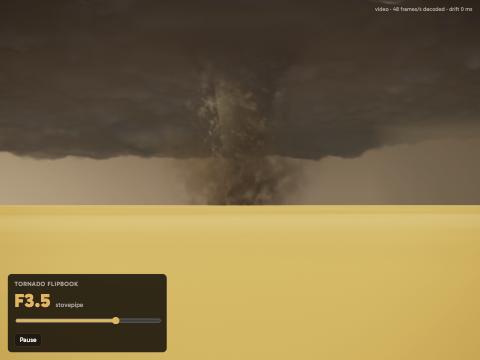 video · 48 frames/s decoded · drift 0 ms
TORNADO FLIPBOOK
F3.5 stovepipe
Pause